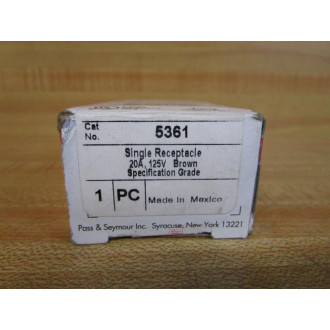 Cat No. 5361
Single Receptacle
20A, 125V Brown
Specification Grade
1 PC Made In Mexico
Pass & Seymour Inc. Syracuse, New York 13221